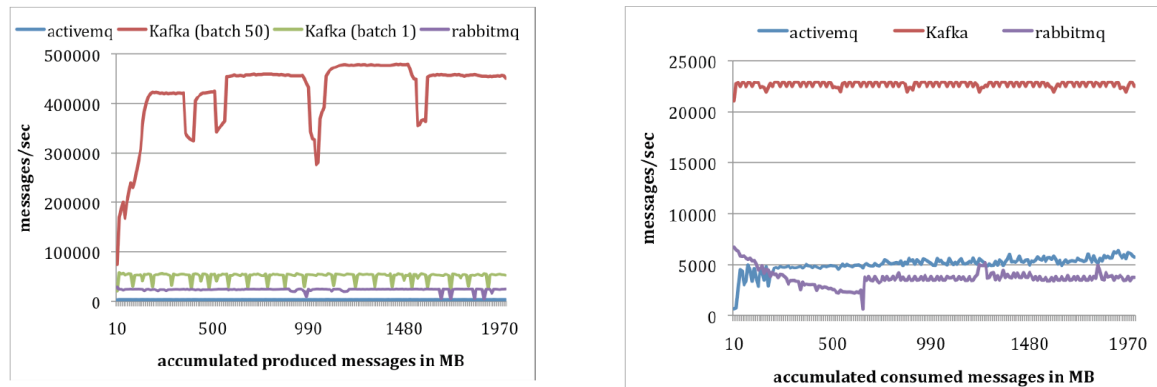 activemq Kafka (batch 50) Kafka (batch 1) rabbitmq
500000
400000
300000
200000
100000
0
messages/sec
10 500 990 1480 1970
accumulated produced messages in MB
activemq Kafka rabbitmq
25000
20000
15000
10000
5000
0
messages/sec
10 500 990 1480 1970
accumulated consumed messages in MB